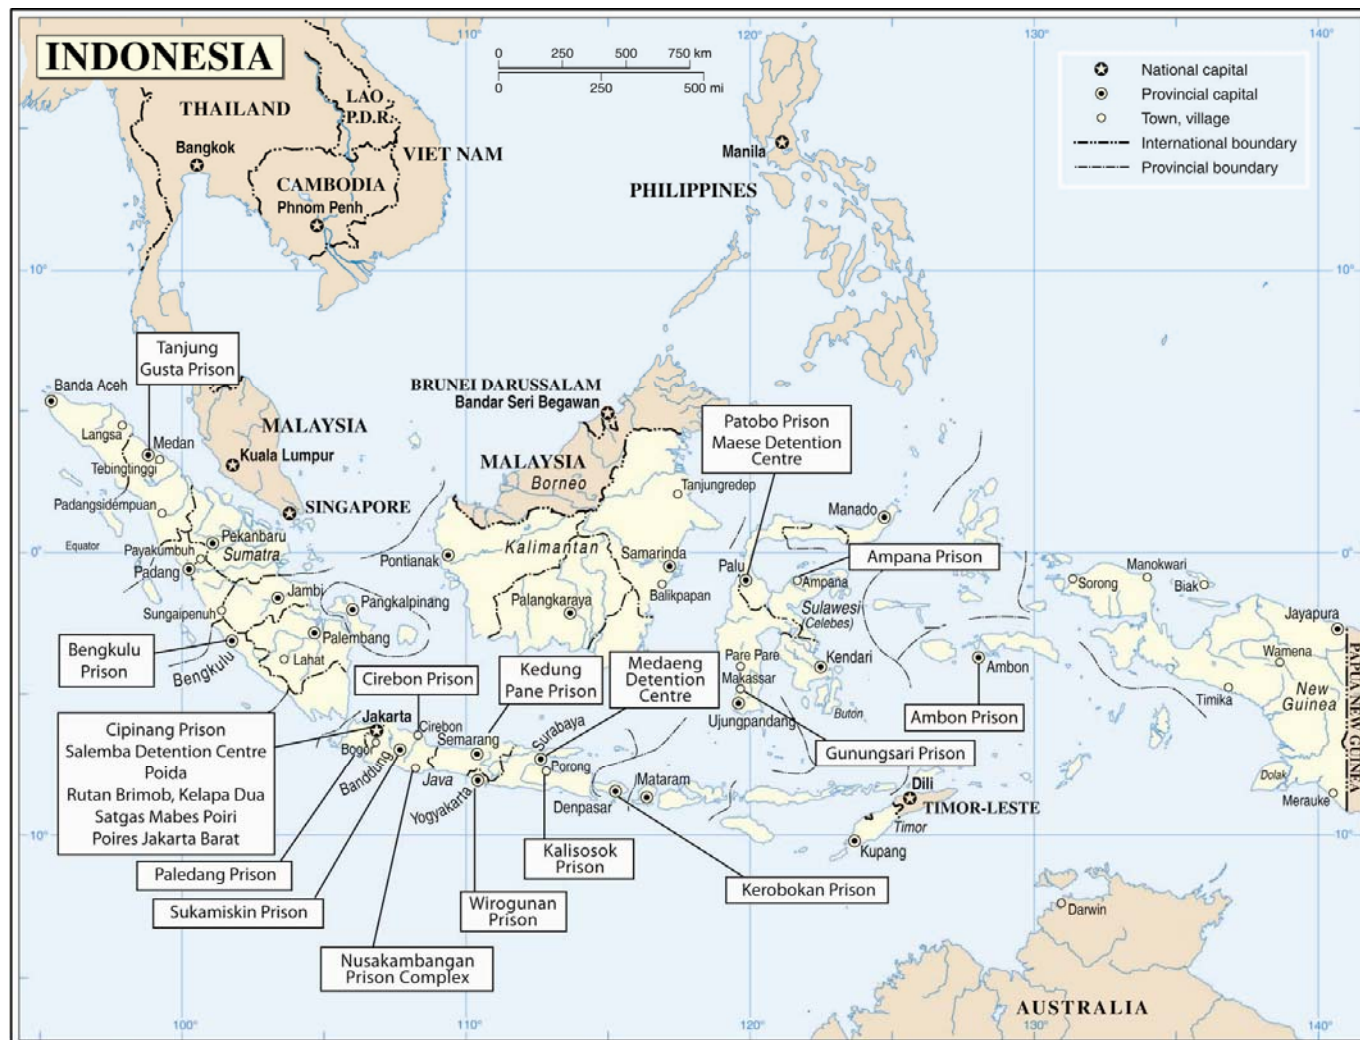 INDONESIA
0 250 500 750 km
0 250 500 mi
120°
130°
140°
National capital
Provincial capital
Town, village
International boundary
Provincial boundary
THAILAND
LAO
P.D.R.
Bangkok
VIET NAM
CAMBODIA
Phnom Penh
Manila
PHILIPPINES
10°
10°
Tanjung
Gusta Prison
Banda Aceh
Langsa
Medan
Tebingtinggi
Padangsidempuan
MALAYSIA
Kuala Lumpur
SINGAPORE
BRUNEI DARUSSALAM
Bandar Seri Begawan
MALAYSIA
Borneo
Patobo Prison
Maese Detention
Centre
Tanjungredep
Manado
Equator
0°
0°
Payakumbuh
Pekanbaru
Sumatra
Padang
Pontianak
Kalimantan
Samarinda
Balikpapan
Palangkaraya
Palu
Ampana Prison
Ampana
Sulawesi
(Celebes)
Sorong
Manokwari
Biak
Jayapura
Sungaipenuh
Jambi
Pangkalpinang
Palembang
Lahat
Bengkulu
Bengkulu
Prison
Cirebon Prison
Kedung
Pane Prison
Medaeng
Detention
Centre
Pare Pare
Makassar
Kendari
Ujungpandang
Buton
Ambon
Ambon Prison
Gunungsari Prison
Wamena
Timika
New
Guinea
PAPUA NEW GUINEA
Dolak
Merauke
Cipinang Prison
Salemba Detention Centre
Poida
Rutan Brimob, Kelapa Dua
Satgas Mabes Poiri
Poires Jakarta Barat
Jakarta
Bogor
Banddung
Cirebon
Java
Semarang
Yogyakarta
Surabaya
Porong
Denpasar
Mataram
Dili
TIMOR-LESTE
Timor
Kupang
10°
10°
Paledang Prison
Sukamiskin Prison
Nusakambangan
Prison Complex
Wirogunan
Prison
Kalisosok
Prison
Kerobokan Prison
Darwin
AUSTRALIA
100°
110°
120°
130°
140°